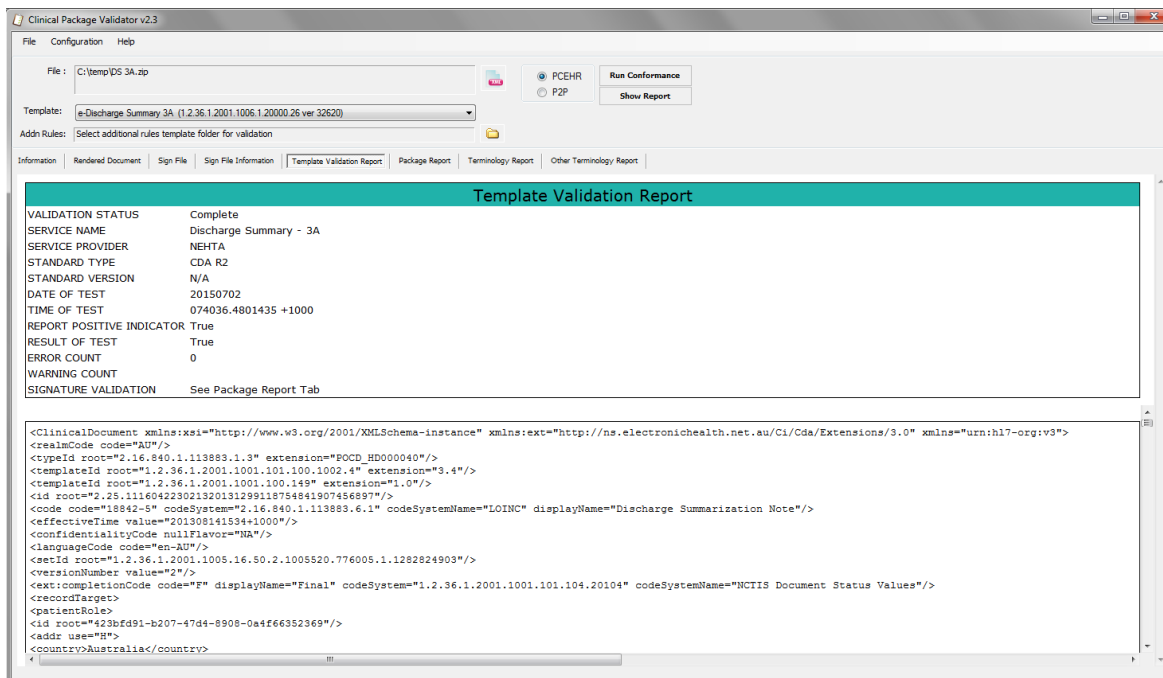 Clinical Package Validator v2.3
File Configuration Help
File : C:\temp\DS 3A.zip
PCEHR
P2P
Run Conformance
Show Report
Template: e-Discharge Summary 3A (1.2.36.1.2001.1006.1.20000.26 ver 32620)
Addn Rules: Select additional rules template folder for validation
Information Rendered Document Sign File Sign File Information Template Validation Report Package Report Terminology Report Other Terminology Report
Template Validation Report
VALIDATION STATUS Complete
SERVICE NAME Discharge Summary - 3A
SERVICE PROVIDER NEHTA
STANDARD TYPE CDA R2
STANDARD VERSION N/A
DATE OF TEST 20150702
TIME OF TEST 074036.4801435 +1000
REPORT POSITIVE INDICATOR True
RESULT OF TEST True
ERROR COUNT 0
WARNING COUNT
SIGNATURE VALIDATION See Package Report Tab
<ClinicalDocument xmlns:xsi="http://www.w3.org/2001/XMLSchema-instance" xmlns:ext="http://ns.electronichealth.net.au/Ci/Cda/Extensions/3.0" xmlns="urn:hl7-org:v3">
<realmCode code="AU"/>
<typeId root="2.16.840.1.113883.1.3" extension="POCD_HD000040"/>
<templateId root="1.2.36.1.2001.1001.101.100.1002.4" extension="3.4"/>
<templateId root="1.2.36.1.2001.1001.100.149" extension="1.0"/>
<id root="2.25.111604223021320131299118754841907456897"/>
<code code="18842-5" codeSystem="2.16.840.1.113883.6.1" codeSystemName="LOINC" displayName="Discharge Summarization Note"/>
<effectiveTime value="201308141534+1000"/>
<confidentialityCode nullFlavor="NA"/>
<languageCode code="en-AU"/>
<setId root="1.2.36.1.2001.1005.16.50.2.1005520.776005.1.1282824903"/>
<versionNumber value="2"/>
<ext:completionCode code="F" displayName="Final" codeSystem="1.2.36.1.2001.1001.101.104.20104" codeSystemName="NCTIS Document Status Values"/>
<recordTarget>
<patientRole>
<id root="423bfd91-b207-47d4-8908-0a4f66352369"/>
<addr use="H">
<country>Australia</country>